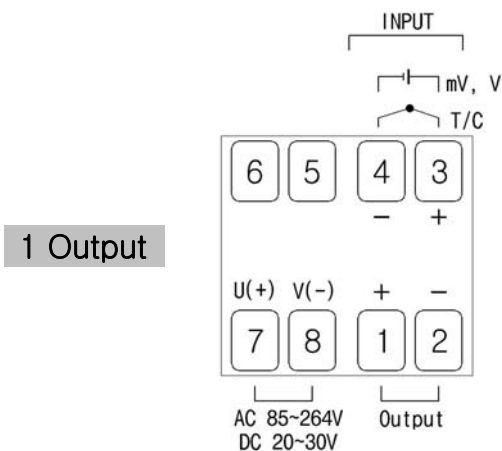 INPUT
mV, V
T/C
6 5 4 3
− +
1 Output
U(+) V(−) + −
7 8 1 2
AC 85~264V Output
DC 20~30V